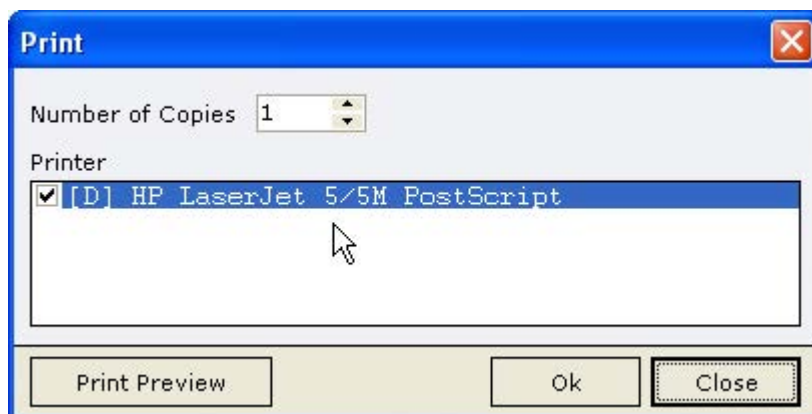 Print
Number of Copies 1
Printer
[D] HP LaserJet 5/5M PostScript
Print Preview Ok Close